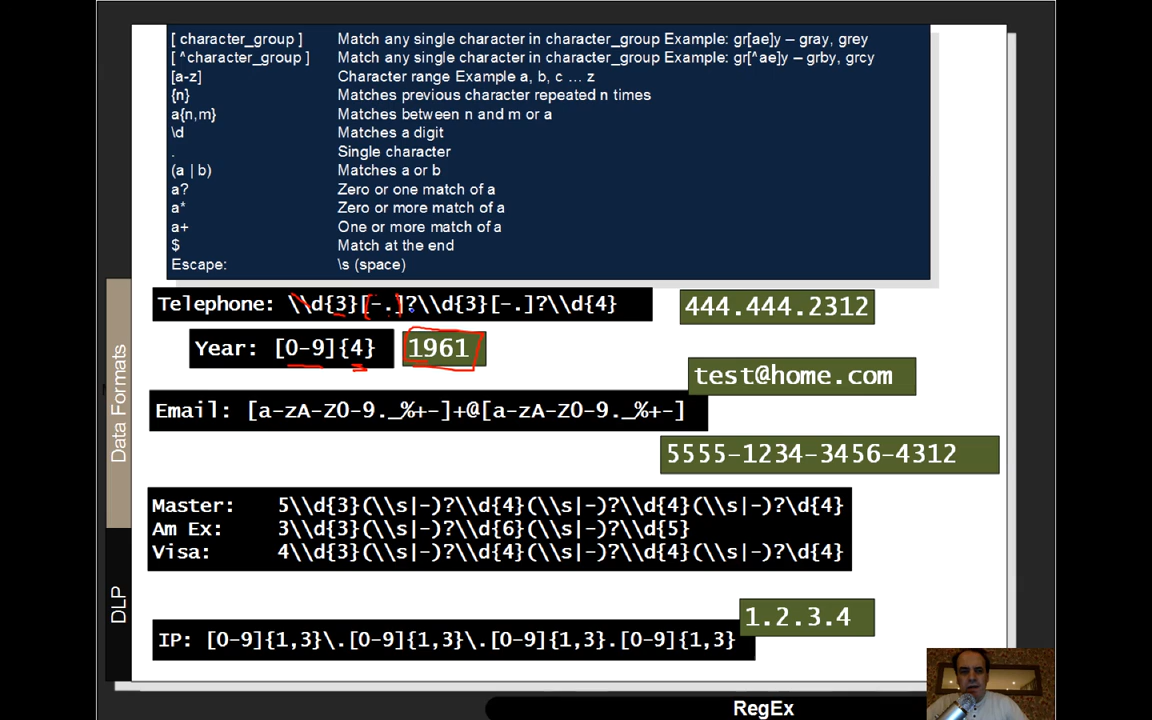 [ character_group ] Match any single character in character_group Example: gr[ae]y – gray, grey
[ ^character_group ] Match any single character in character_group Example: gr[^ae]y – grby, grcy
[a-z] Character range Example a, b, c … z
{n} Matches previous character repeated n times
a{n,m} Matches between n and m or a
\d Matches a digit
. Single character
(a | b) Matches a or b
a? Zero or one match of a
a* Zero or more match of a
a+ One or more match of a
$ Match at the end
Escape: \s (space)
Telephone: \\d{3}[-.]?\\d{3}[-.]?\\d{4}
444.444.2312
Year: [0-9]{4}
1961
test@home.com
Email: [a-zA-Z0-9._%+-]+@[a-zA-Z0-9._%+-]
5555-1234-3456-4312
Master: 5\\d{3}(\\s|-)?\\d{4}(\\s|-)?\\d{4}(\\s|-)?\d{4}
Am Ex: 3\\d{3}(\\s|-)?\\d{6}(\\s|-)?\\d{5}
Visa: 4\\d{3}(\\s|-)?\\d{4}(\\s|-)?\\d{4}(\\s|-)?\d{4}
1.2.3.4
IP: [0-9]{1,3}\.[0-9]{1,3}\.[0-9]{1,3}.[0-9]{1,3}
Data Formats
DLP
RegEx